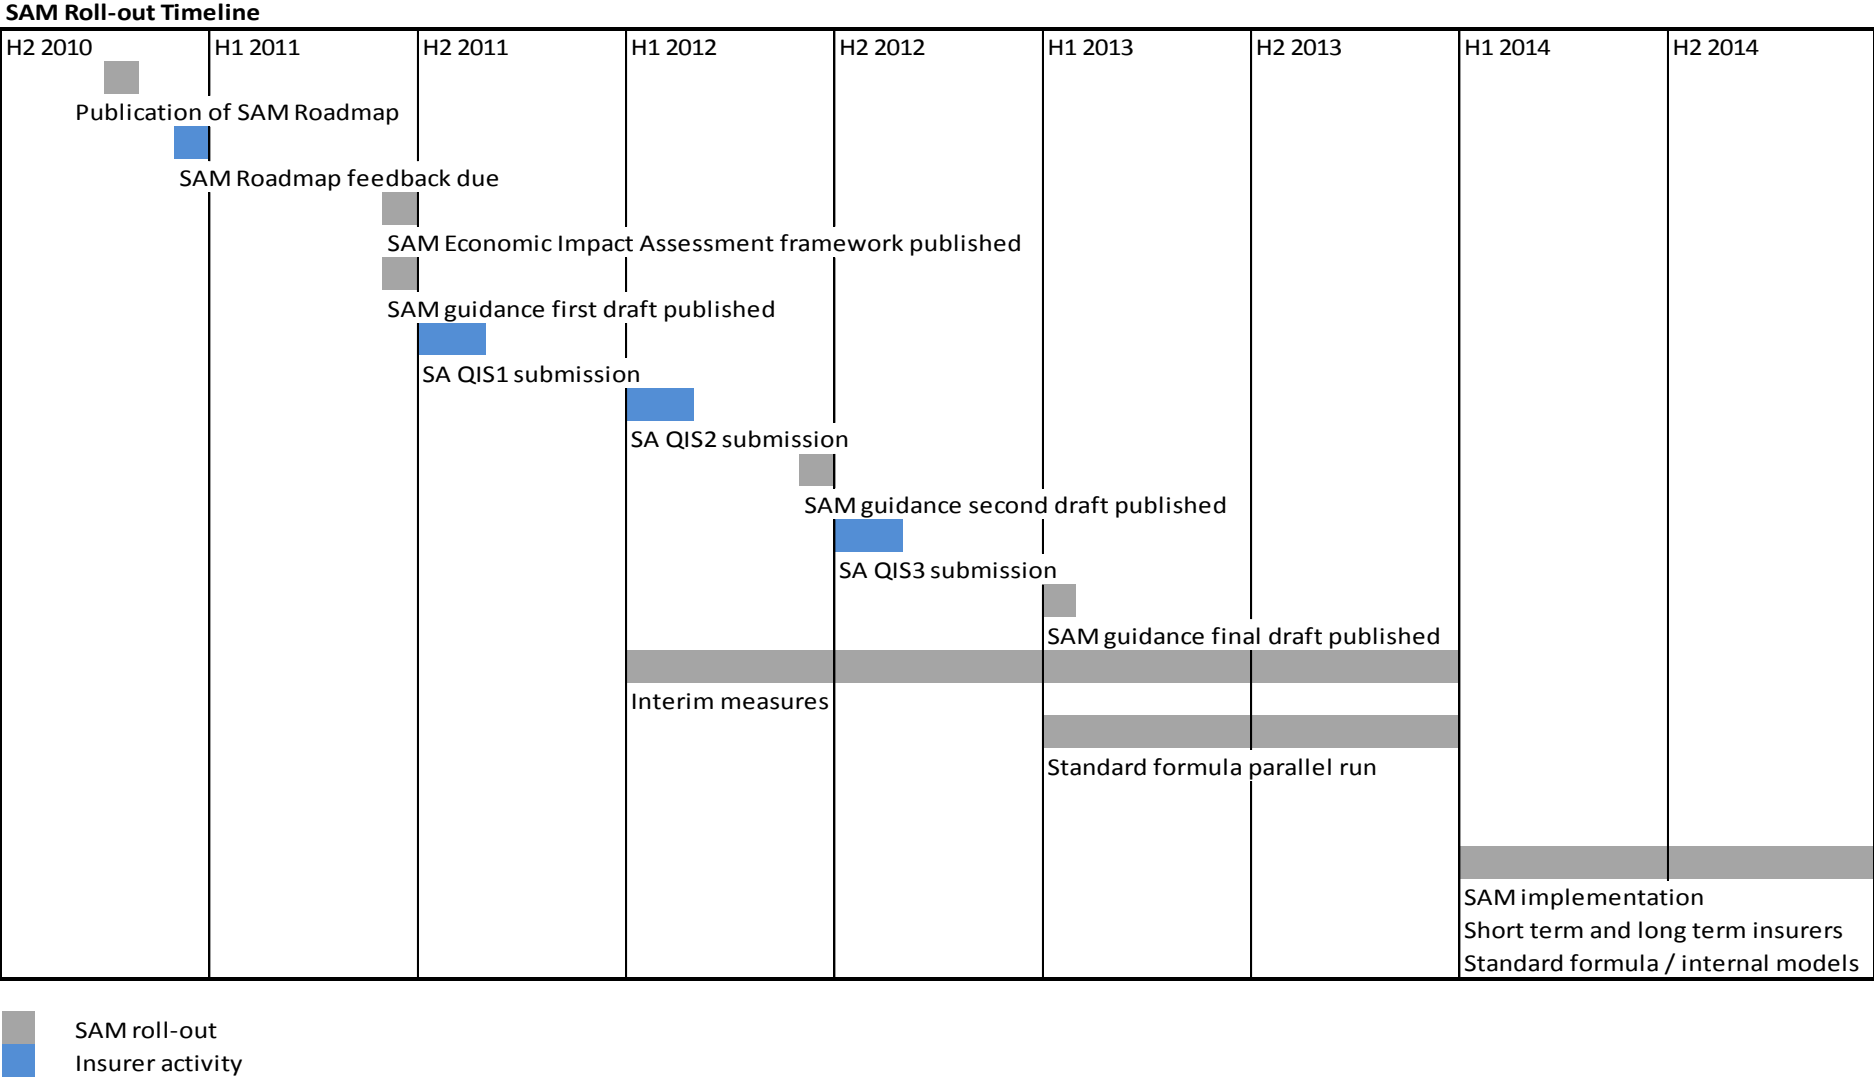 SAM Roll-out Timeline
H2 2010 H1 2011 H2 2011 H1 2012 H2 2012 H1 2013 H2 2013 H1 2014 H2 2014
Publication of SAM Roadmap
SAM Roadmap feedback due
SAM Economic Impact Assessment framework published
SAM guidance first draft published
SA QIS1 submission
SA QIS2 submission
SAM guidance second draft published
SA QIS3 submission
SAM guidance final draft published
Interim measures
Standard formula parallel run
SAM implementation
Short term and long term insurers
Standard formula / internal models
SAM roll-out
Insurer activity